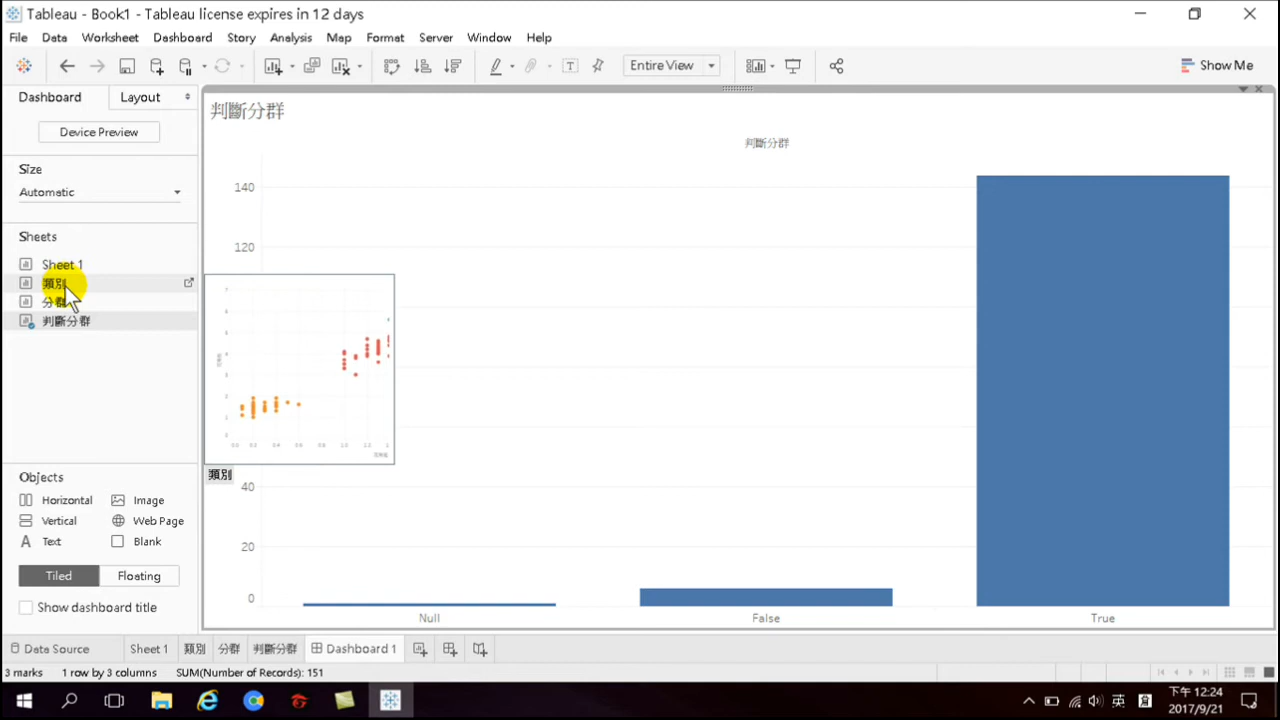 Tableau - Book1 - Tableau license expires in 12 days
File Data Worksheet Dashboard Story Analysis Map Format Server Window Help
Entire View
Show Me
Dashboard Layout
Device Preview
Size
Automatic
Sheets
Sheet 1
類別
分群
判斷分群
Objects
Horizontal Image
Vertical Web Page
Text Blank
Tiled Floating
Show dashboard title
判斷分群
判斷分群
140
120
40
20
0
Null False True
類別
Data Source Sheet 1 類別 分群 判斷分群 Dashboard 1
3 marks 1 row by 3 columns SUM(Number of Records): 151
英
下午 12:24
2017/9/21